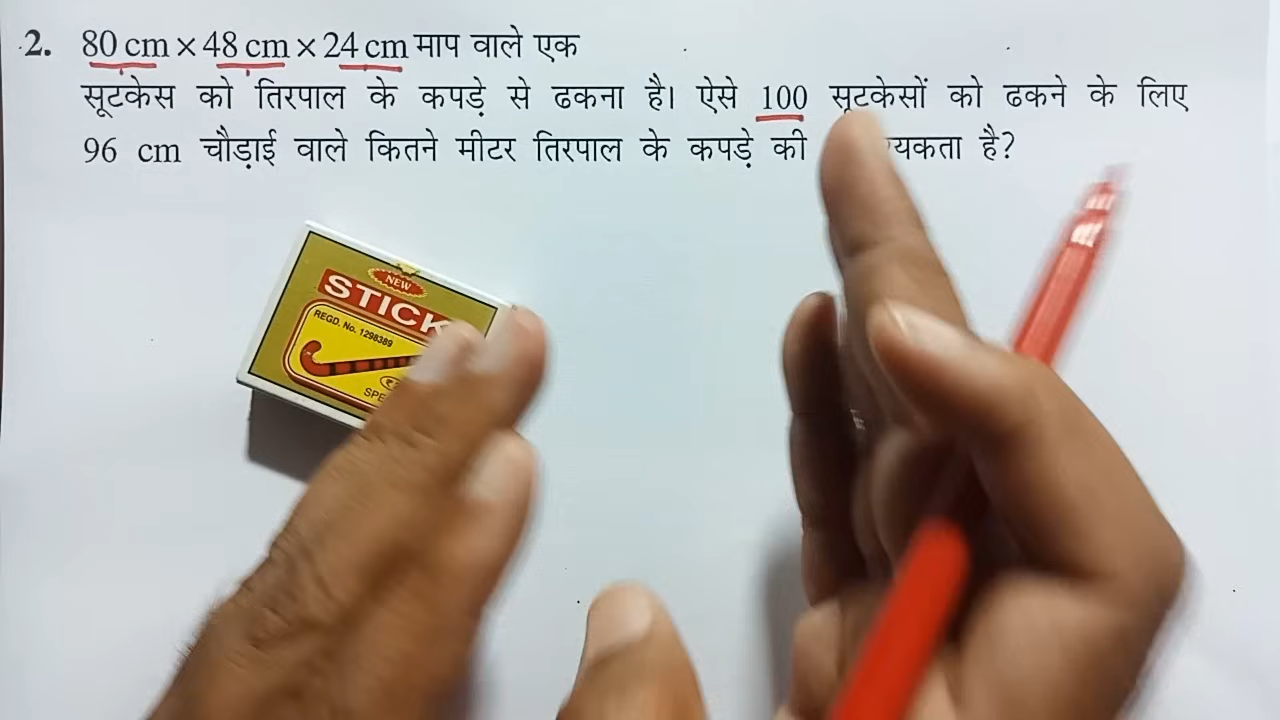 2. 80 cm × 48 cm × 24 cm माप वाले एक
सूटकेस को तिरपाल के कपड़े से ढकना है। ऐसे 100 सूटकेसों को ढकने के लिए
96 cm चौड़ाई वाले कितने मीटर तिरपाल के कपड़े की है?
NEW
REGD. No. 1298389